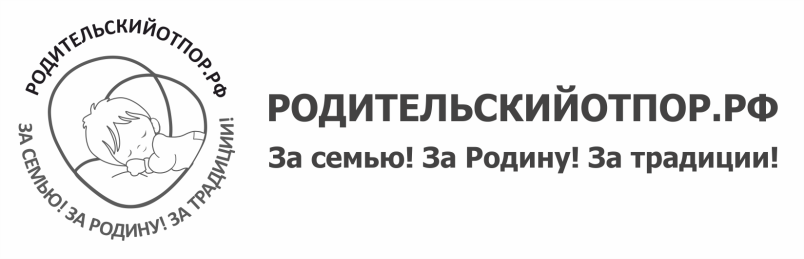 РОДИТЕЛЬСКИЙОТПОР.РФ
ЗА СЕМЬЮ! ЗА РОДИНУ! ЗА ТРАДИЦИИ!
РОДИТЕЛЬСКИЙОТПОР.РФ
За семью! За Родину! За традиции!